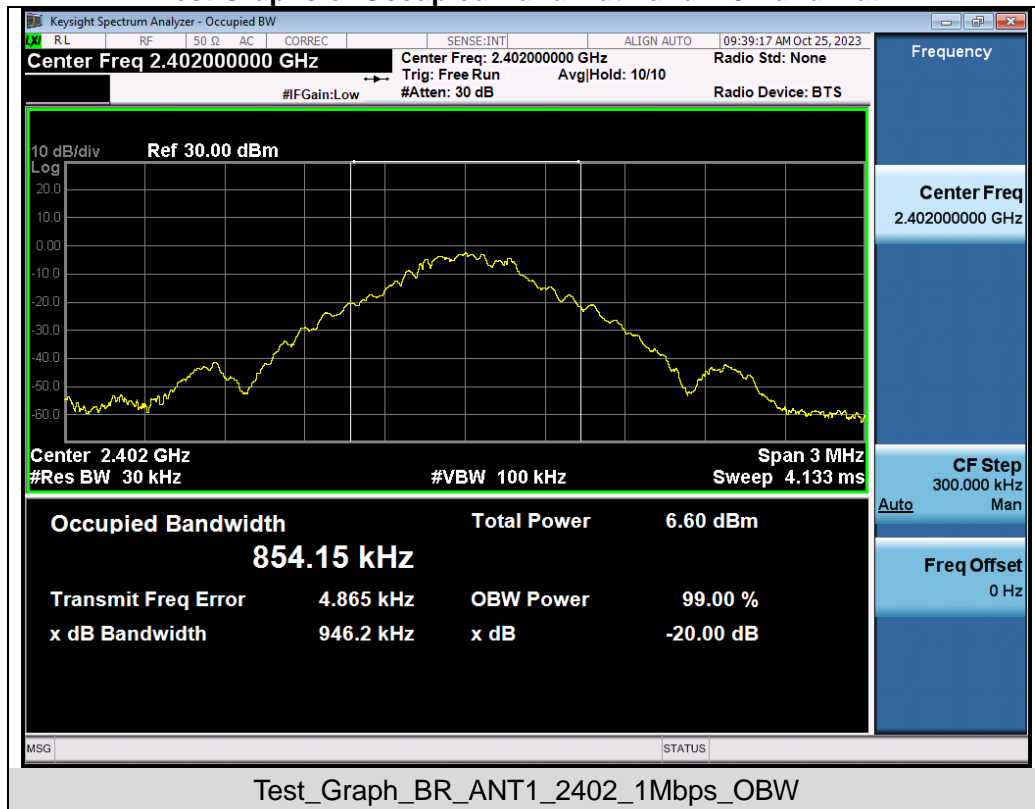 Keysight Spectrum Analyzer - Occupied BW
LXI RL RF 50 Ω AC CORREC SENSE:INT ALIGN AUTO 09:39:17 AM Oct 25, 2023
Center Freq 2.402000000 GHz
Center Freq: 2.402000000 GHz
Radio Std: None
Trig: Free Run Avg|Hold: 10/10
#IFGain:Low
#Atten: 30 dB
Radio Device: BTS
10 dB/div Ref 30.00 dBm
Log
20.0
10.0
0.00
-10.0
-20.0
-30.0
-40.0
-50.0
-60.0
Center 2.402 GHz Span 3 MHz
#Res BW 30 kHz #VBW 100 kHz Sweep 4.133 ms
Occupied Bandwidth Total Power 6.60 dBm
854.15 kHz
Transmit Freq Error 4.865 kHz OBW Power 99.00 %
x dB Bandwidth 946.2 kHz x dB -20.00 dB
MSG STATUS
Frequency
Center Freq
2.402000000 GHz
CF Step
300.000 kHz
Auto Man
Freq Offset
0 Hz
Test_Graph_BR_ANT1_2402_1Mbps_OBW